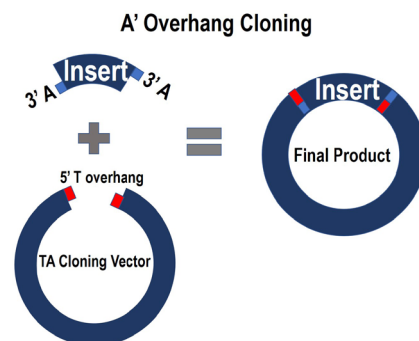 A' Overhang Cloning
Insert
3' A
3' A
5' T overhang
TA Cloning Vector
Insert
Final Product